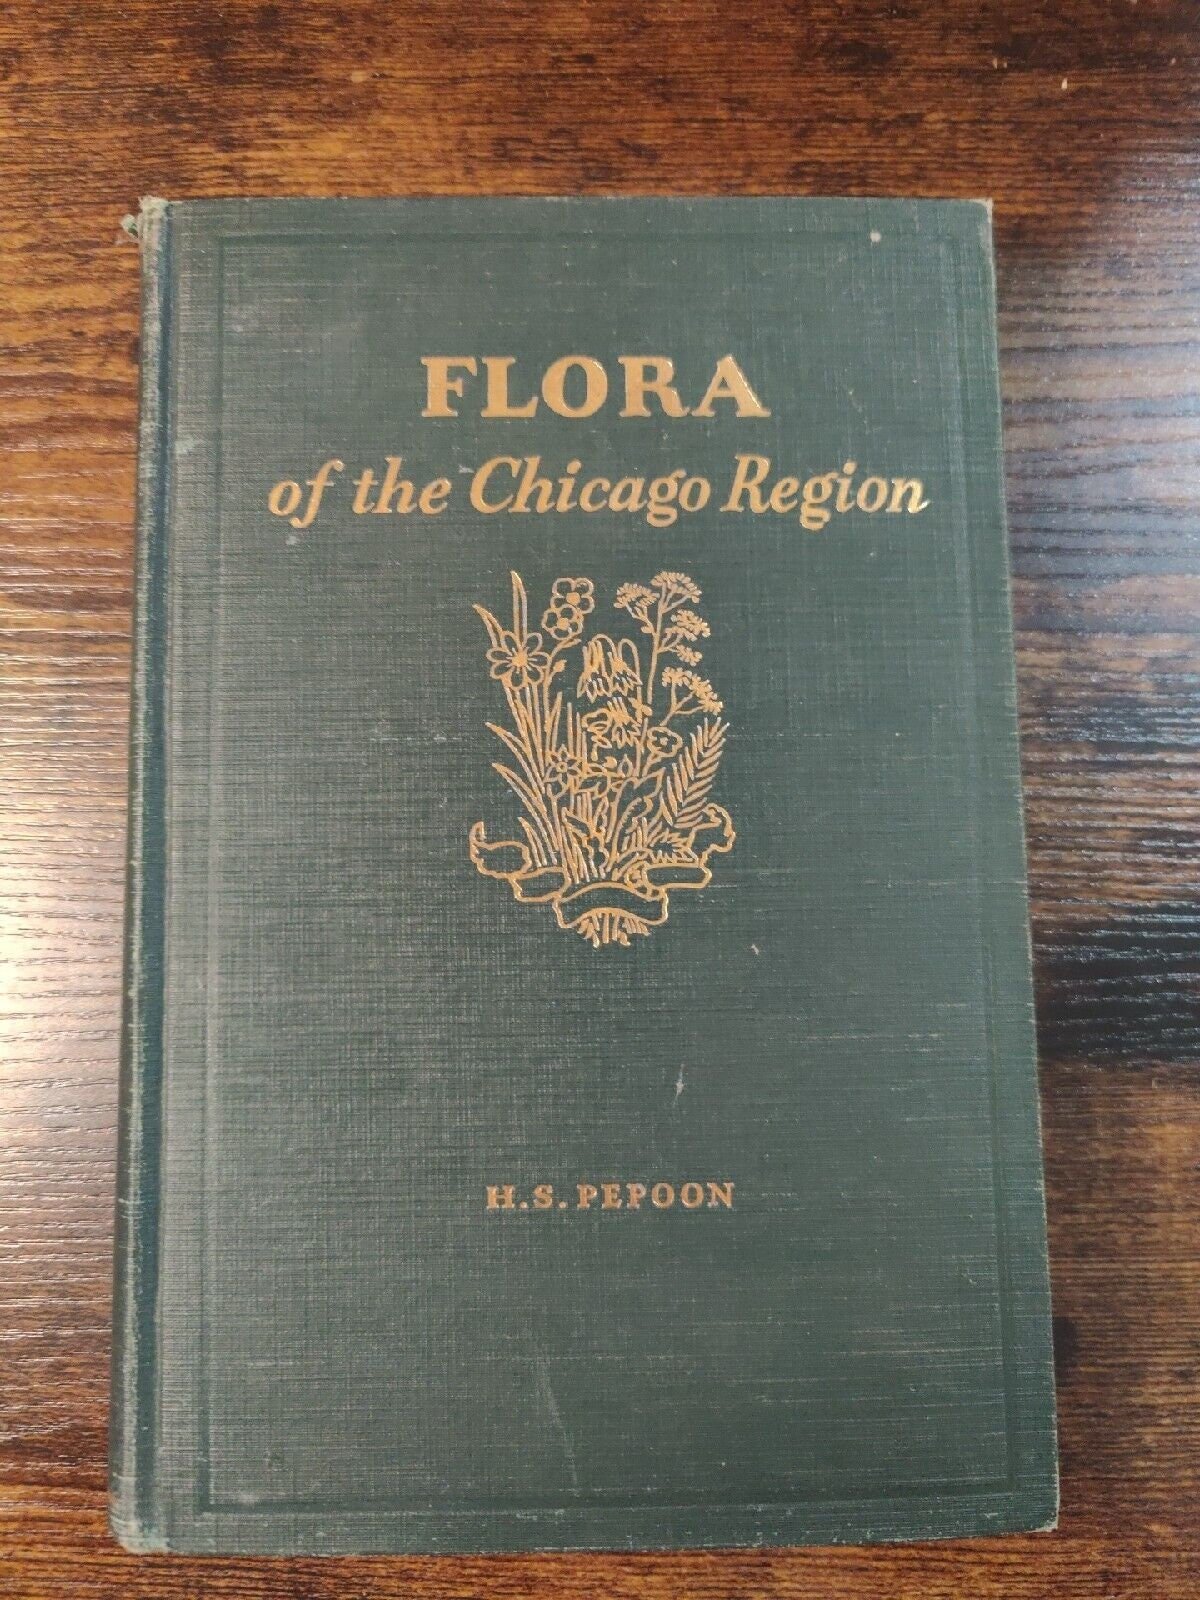 FLORA
of the Chicago Region
H. S. PEPOON